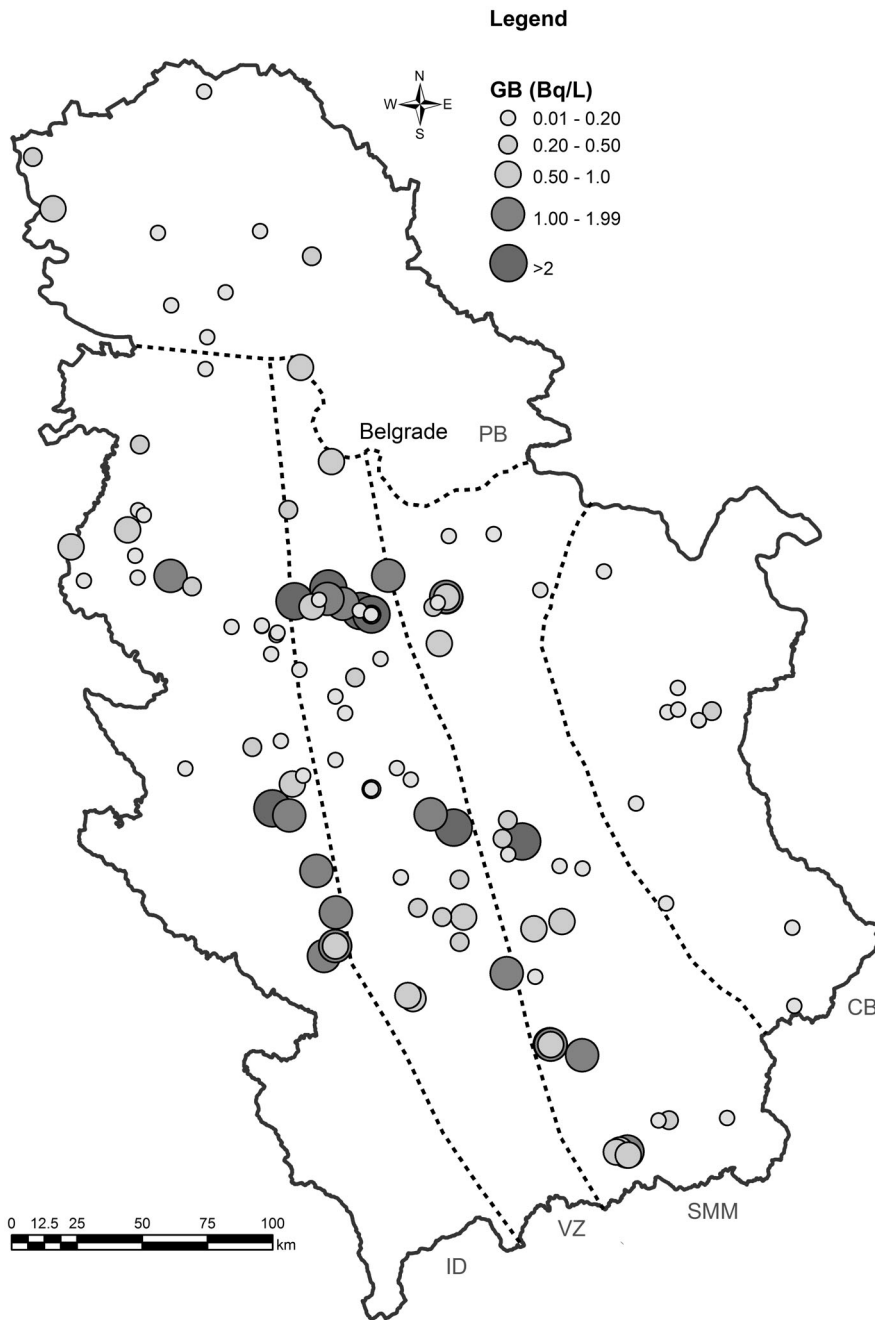 Legend
N
W E
S
GB (Bq/L)
0.01 - 0.20
0.20 - 0.50
0.50 - 1.0
1.00 - 1.99
>2
Belgrade
PB
CB
SMM
VZ
ID
0 12.5 25 50 75 100
km